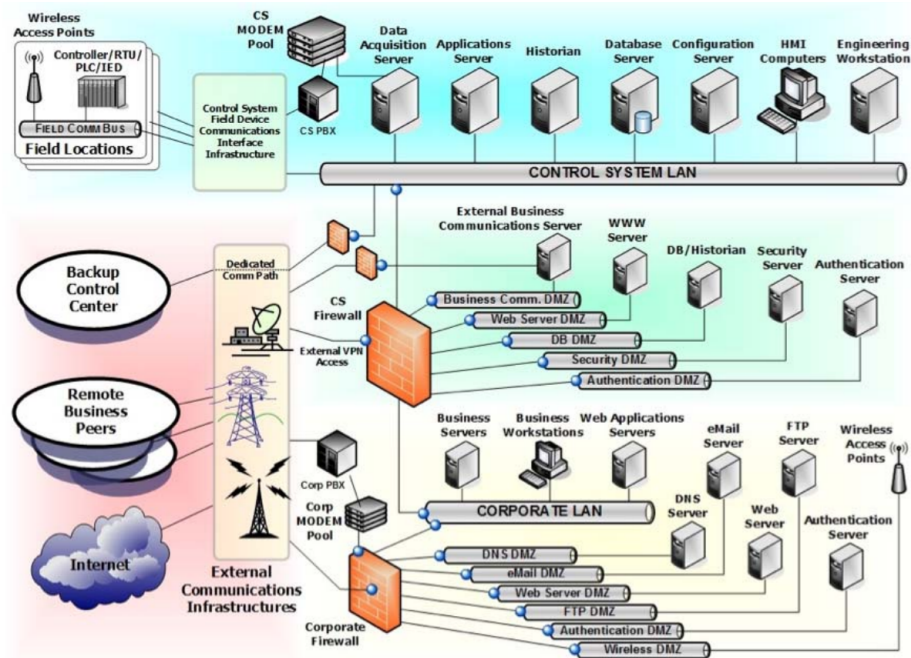 Wireless
Access Points
Controller/RTU/
PLC/IED
FIELD COMM BUS
Field Locations
CS
MODEM
Pool
CS PBX
Control System
Field Device
Communications
Interface
Infrastructure
Data
Acquisition
Server
Applications
Server
Historian
Database
Server
Configuration
Server
HMI
Computers
Engineering
Workstation
CONTROL SYSTEM LAN
Backup
Control
Center
Dedicated
Comm Path
CS
Firewall
External VPN
Access
External Business
Communications Server
WWW
Server
DB/Historian
Security
Server
Authentication
Server
Business Comm. DMZ
Web Server DMZ
DB DMZ
Security DMZ
Authentication DMZ
Remote
Business
Peers
Internet
External
Communications
Infrastructures
Corp PBX
Corp
MODEM
Pool
Corporate
Firewall
Business
Servers
Business
Workstations
Web Applications
Servers
CORPORATE LAN
eMail
Server
FTP
Server
Wireless
Access
Points
DNS
Server
Web
Server
Authentication
Server
DNS DMZ
eMail DMZ
Web Server DMZ
FTP DMZ
Authentication DMZ
Wireless DMZ